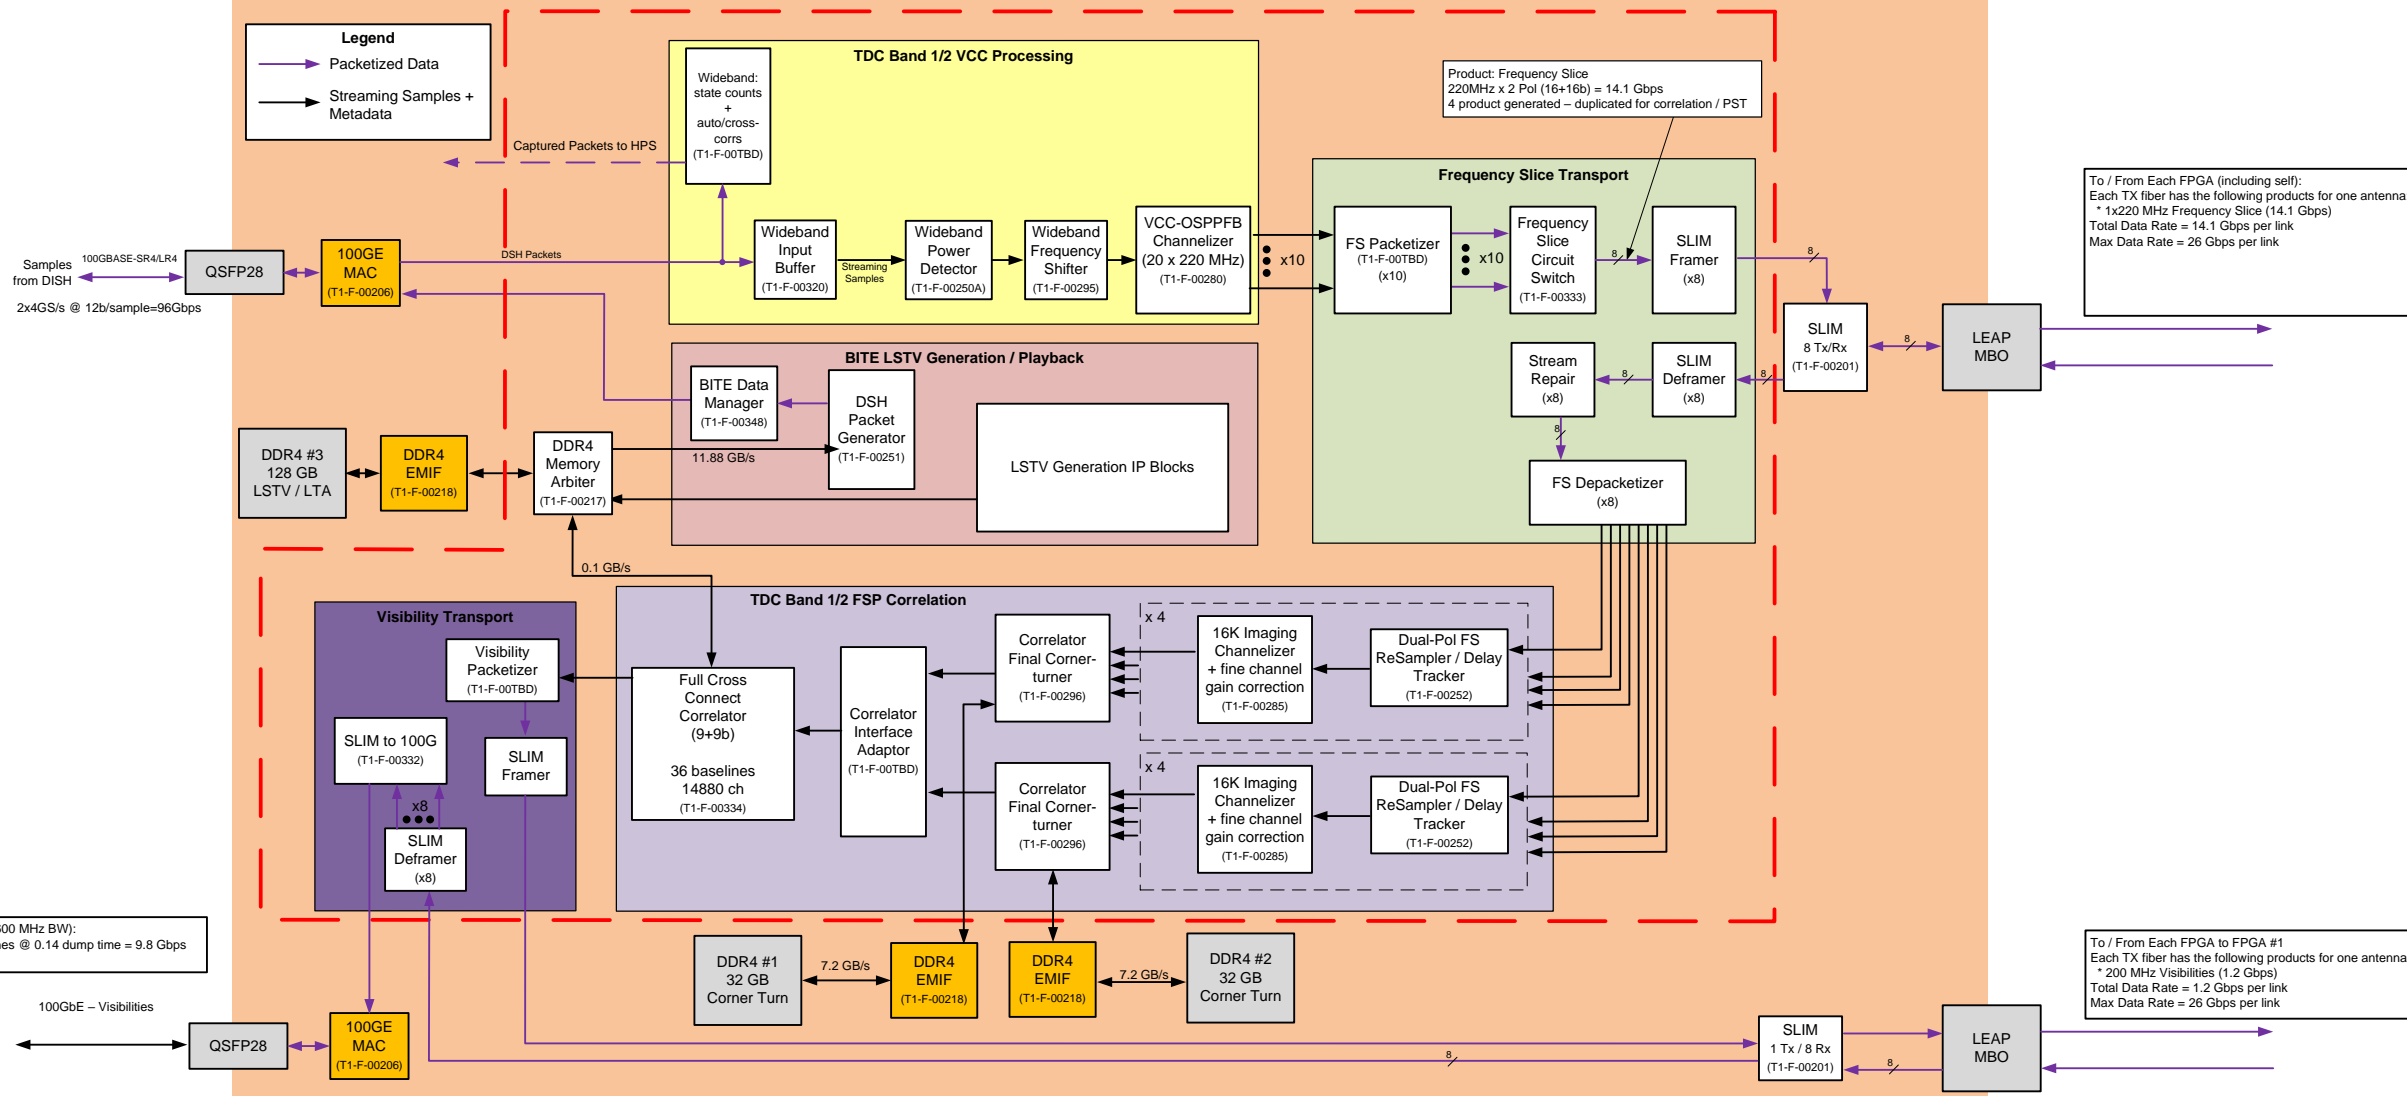 Legend
Packetized Data
Streaming Samples +
Metadata
TDC Band 1/2 VCC Processing
Wideband:
state counts
+
auto/cross-
corrs
(T1-F-00TBD)
Captured Packets to HPS
Product: Frequency Slice
220MHz x 2 Pol (16+16b) = 14.1 Gbps
4 product generated – duplicated for correlation / PST
Samples
from DISH
100GBASE-SR4/LR4
2x4GS/s @ 12b/sample=96Gbps
QSFP28
100GE
MAC
(T1-F-00206)
DSH Packets
Wideband
Input
Buffer
(T1-F-00320)
Streaming
Samples
Wideband
Power
Detector
(T1-F-00250A)
Wideband
Frequency
Shifter
(T1-F-00295)
VCC-OSPPFB
Channelizer
(20 x 220 MHz)
(T1-F-00280)
x10
Frequency Slice Transport
FS Packetizer
(T1-F-00TBD)
(x10)
x10
Frequency
Slice
Circuit
Switch
(T1-F-00333)
8
SLIM
Framer
(x8)
8
SLIM
8 Tx/Rx
(T1-F-00201)
8
LEAP
MBO
To / From Each FPGA (including self):
Each TX fiber has the following products for one antenna
* 1x220 MHz Frequency Slice (14.1 Gbps)
Total Data Rate = 14.1 Gbps per link
Max Data Rate = 26 Gbps per link
Stream
Repair
(x8)
8
SLIM
Deframer
(x8)
8
8
FS Depacketizer
(x8)
BITE LSTV Generation / Playback
BITE Data
Manager
(T1-F-00348)
DSH
Packet
Generator
(T1-F-00251)
LSTV Generation IP Blocks
11.88 GB/s
DDR4 #3
128 GB
LSTV / LTA
DDR4
EMIF
(T1-F-00218)
DDR4
Memory
Arbiter
(T1-F-00217)
0.1 GB/s
Visibility Transport
Visibility
Packetizer
(T1-F-00TBD)
SLIM to 100G
(T1-F-00332)
SLIM
Framer
x8
SLIM
Deframer
(x8)
TDC Band 1/2 FSP Correlation
Full Cross
Connect
Correlator
(9+9b)
36 baselines
14880 ch
(T1-F-00334)
Correlator
Interface
Adaptor
(T1-F-00TBD)
Correlator
Final Corner-
turner
(T1-F-00296)
x 4
16K Imaging
Channelizer
+ fine channel
gain correction
(T1-F-00285)
Dual-Pol FS
ReSampler / Delay
Tracker
(T1-F-00252)
Correlator
Final Corner-
turner
(T1-F-00296)
x 4
16K Imaging
Channelizer
+ fine channel
gain correction
(T1-F-00285)
Dual-Pol FS
ReSampler / Delay
Tracker
(T1-F-00252)
MHz BW):
@ 0.14 dump time = 9.8 Gbps
DDR4 #1
32 GB
Corner Turn
7.2 GB/s
DDR4
EMIF
(T1-F-00218)
DDR4
EMIF
(T1-F-00218)
7.2 GB/s
DDR4 #2
32 GB
Corner Turn
To / From Each FPGA to FPGA #1
Each TX fiber has the following products for one antenna
* 200 MHz Visibilities (1.2 Gbps)
Total Data Rate = 1.2 Gbps per link
Max Data Rate = 26 Gbps per link
100GbE – Visibilities
QSFP28
100GE
MAC
(T1-F-00206)
8
SLIM
1 Tx / 8 Rx
(T1-F-00201)
8
LEAP
MBO